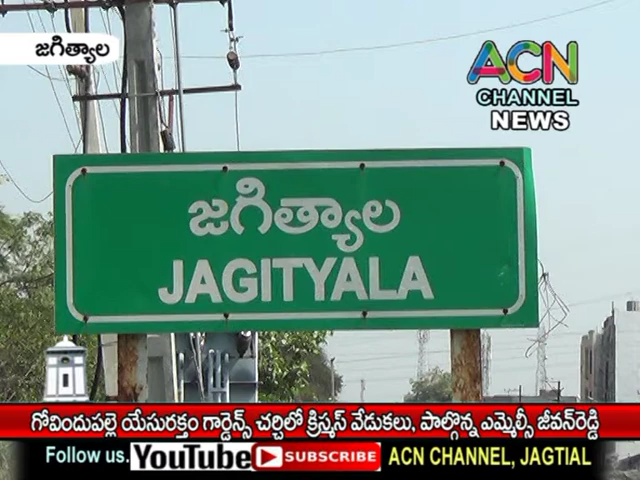 జగిత్యాల
ACN
CHANNEL
NEWS
జగిత్యాల
JAGITYALA
గోవిందుపల్లె యేసురక్తం గార్డెన్స్ చర్చిలో క్రిస్మస్ వేడుకలు, పాల్గొన్న ఎమ్మెల్సీ జీవన్‌రెడ్డి
Follow us. YouTube SUBSCRIBE ACN CHANNEL, JAGTIAL